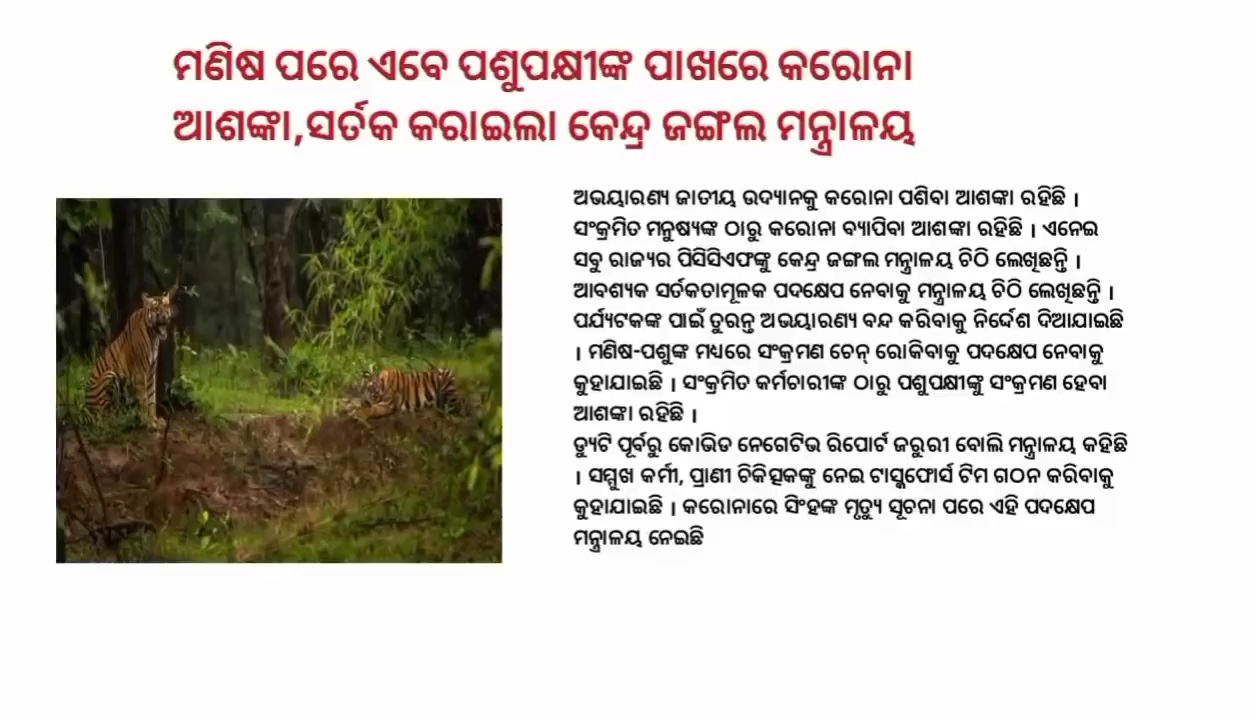 ମଣିଷ ପରେ ଏବେ ପଶୁପକ୍ଷୀଙ୍କ ପାଖରେ କରୋନା
ଆଶଙ୍କା,ସର୍ତକ କରାଇଲା କେନ୍ଦ୍ର ଜଙ୍ଗଲ ମନ୍ତ୍ରାଳୟ
ଅଭୟାରଣ୍ୟ ଜାତୀୟ ଉଦ୍ୟାନକୁ କରୋନା ପଶିବା ଆଶଙ୍କା ରହିଛି ।
ସଂକ୍ରମିତ ମନୁଷ୍ୟଙ୍କ ଠାରୁ କରୋନା ବ୍ୟାପିବା ଆଶଙ୍କା ରହିଛି । ଏନେଇ
ସବୁ ରାଜ୍ୟର ପିସିସିଏଫଙ୍କୁ କେନ୍ଦ୍ର ଜଙ୍ଗଲ ମନ୍ତ୍ରାଳୟ ଚିଠି ଲେଖିଛନ୍ତି ।
ଆବଶ୍ୟକ ସର୍ତକତାମୂଳକ ପଦକ୍ଷେପ ନେବାକୁ ମନ୍ତ୍ରାଳୟ ଚିଠି ଲେଖିଛନ୍ତି ।
ପର୍ଯ୍ୟଟକଙ୍କ ପାଇଁ ତୁରନ୍ତ ଅଭୟାରଣ୍ୟ ବନ୍ଦ କରିବାକୁ ନିର୍ଦ୍ଦେଶ ଦିଆଯାଇଛି
। ମଣିଷ-ପଶୁଙ୍କ ମଧ୍ୟରେ ସଂକ୍ରମଣ ଚେନ୍ ରୋକିବାକୁ ପଦକ୍ଷେପ ନେବାକୁ
କୁହାଯାଇଛି । ସଂକ୍ରମିତ କର୍ମଚାରୀଙ୍କ ଠାରୁ ପଶୁପକ୍ଷୀଙ୍କୁ ସଂକ୍ରମଣ ହେବା
ଆଶଙ୍କା ରହିଛି ।
ଡ୍ୟୁଟି ପୂର୍ବରୁ କୋଭିଡ ନେଗେଟିଭ ରିପୋର୍ଟ ଜରୁରୀ ବୋଲି ମନ୍ତ୍ରାଳୟ କହିଛି
। ସମ୍ମୁଖ କର୍ମୀ, ପ୍ରାଣୀ ଚିକିତ୍ସକଙ୍କୁ ନେଇ ଟାସ୍କଫୋର୍ସ ଟିମ ଗଠନ କରିବାକୁ
କୁହାଯାଇଛି । କରୋନାରେ ସିଂହଙ୍କ ମୃତ୍ୟୁ ସୂଚନା ପରେ ଏହି ପଦକ୍ଷେପ
ମନ୍ତ୍ରାଳୟ ନେଇଛି